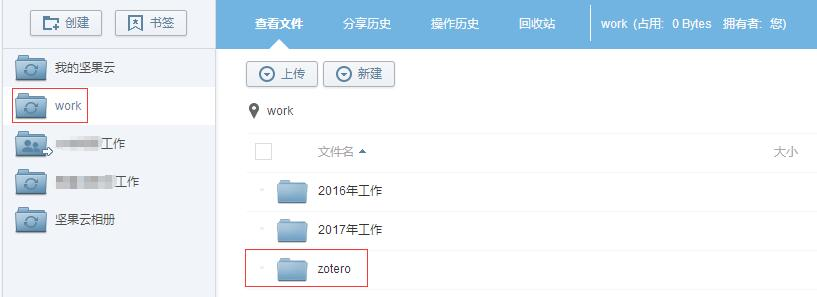 创建 书签
我的坚果云
work
工作
工作
坚果云相册
查看文件 分享历史 操作历史 回收站 work (占用: 0 Bytes 拥有者: 您)
上传 新建
work
文件名 大小
2016年工作
2017年工作
zotero